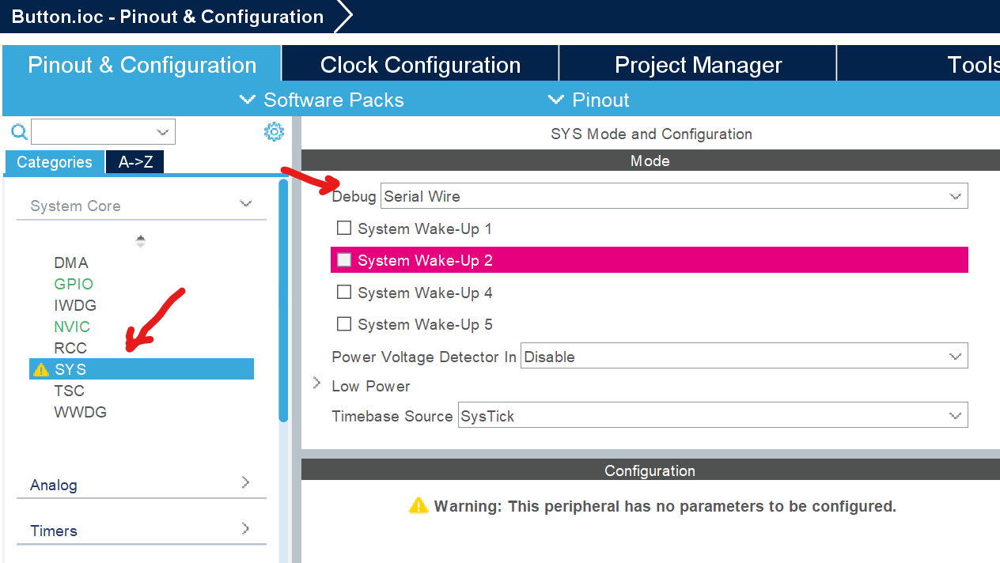 Button.ioc - Pinout & Configuration
Pinout & Configuration
Clock Configuration
Project Manager
Tools
Software Packs
Pinout
Categories
A->Z
System Core
DMA
GPIO
IWDG
NVIC
RCC
SYS
TSC
WWDG
Analog
Timers
SYS Mode and Configuration
Mode
Debug Serial Wire
System Wake-Up 1
System Wake-Up 2
System Wake-Up 4
System Wake-Up 5
Power Voltage Detector In Disable
Low Power
Timebase Source SysTick
Configuration
Warning: This peripheral has no parameters to be configured.